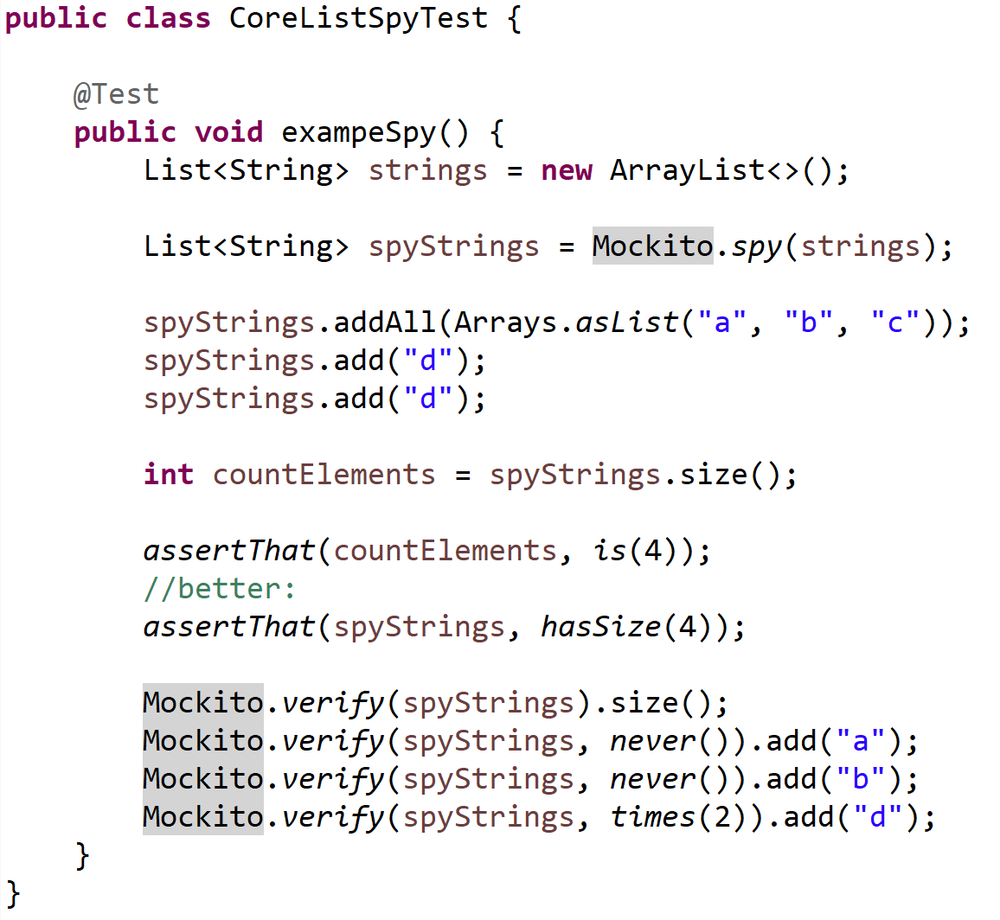 public class CoreListSpyTest {
@Test
public void exampeSpy() {
List<String> strings = new ArrayList<>();
List<String> spyStrings = Mockito.spy(strings);
spyStrings.addAll(Arrays.asList("a", "b", "c"));
spyStrings.add("d");
spyStrings.add("d");
int countElements = spyStrings.size();
assertThat(countElements, is(4));
//better:
assertThat(spyStrings, hasSize(4));
Mockito.verify(spyStrings).size();
Mockito.verify(spyStrings, never()).add("a");
Mockito.verify(spyStrings, never()).add("b");
Mockito.verify(spyStrings, times(2)).add("d");
}
}